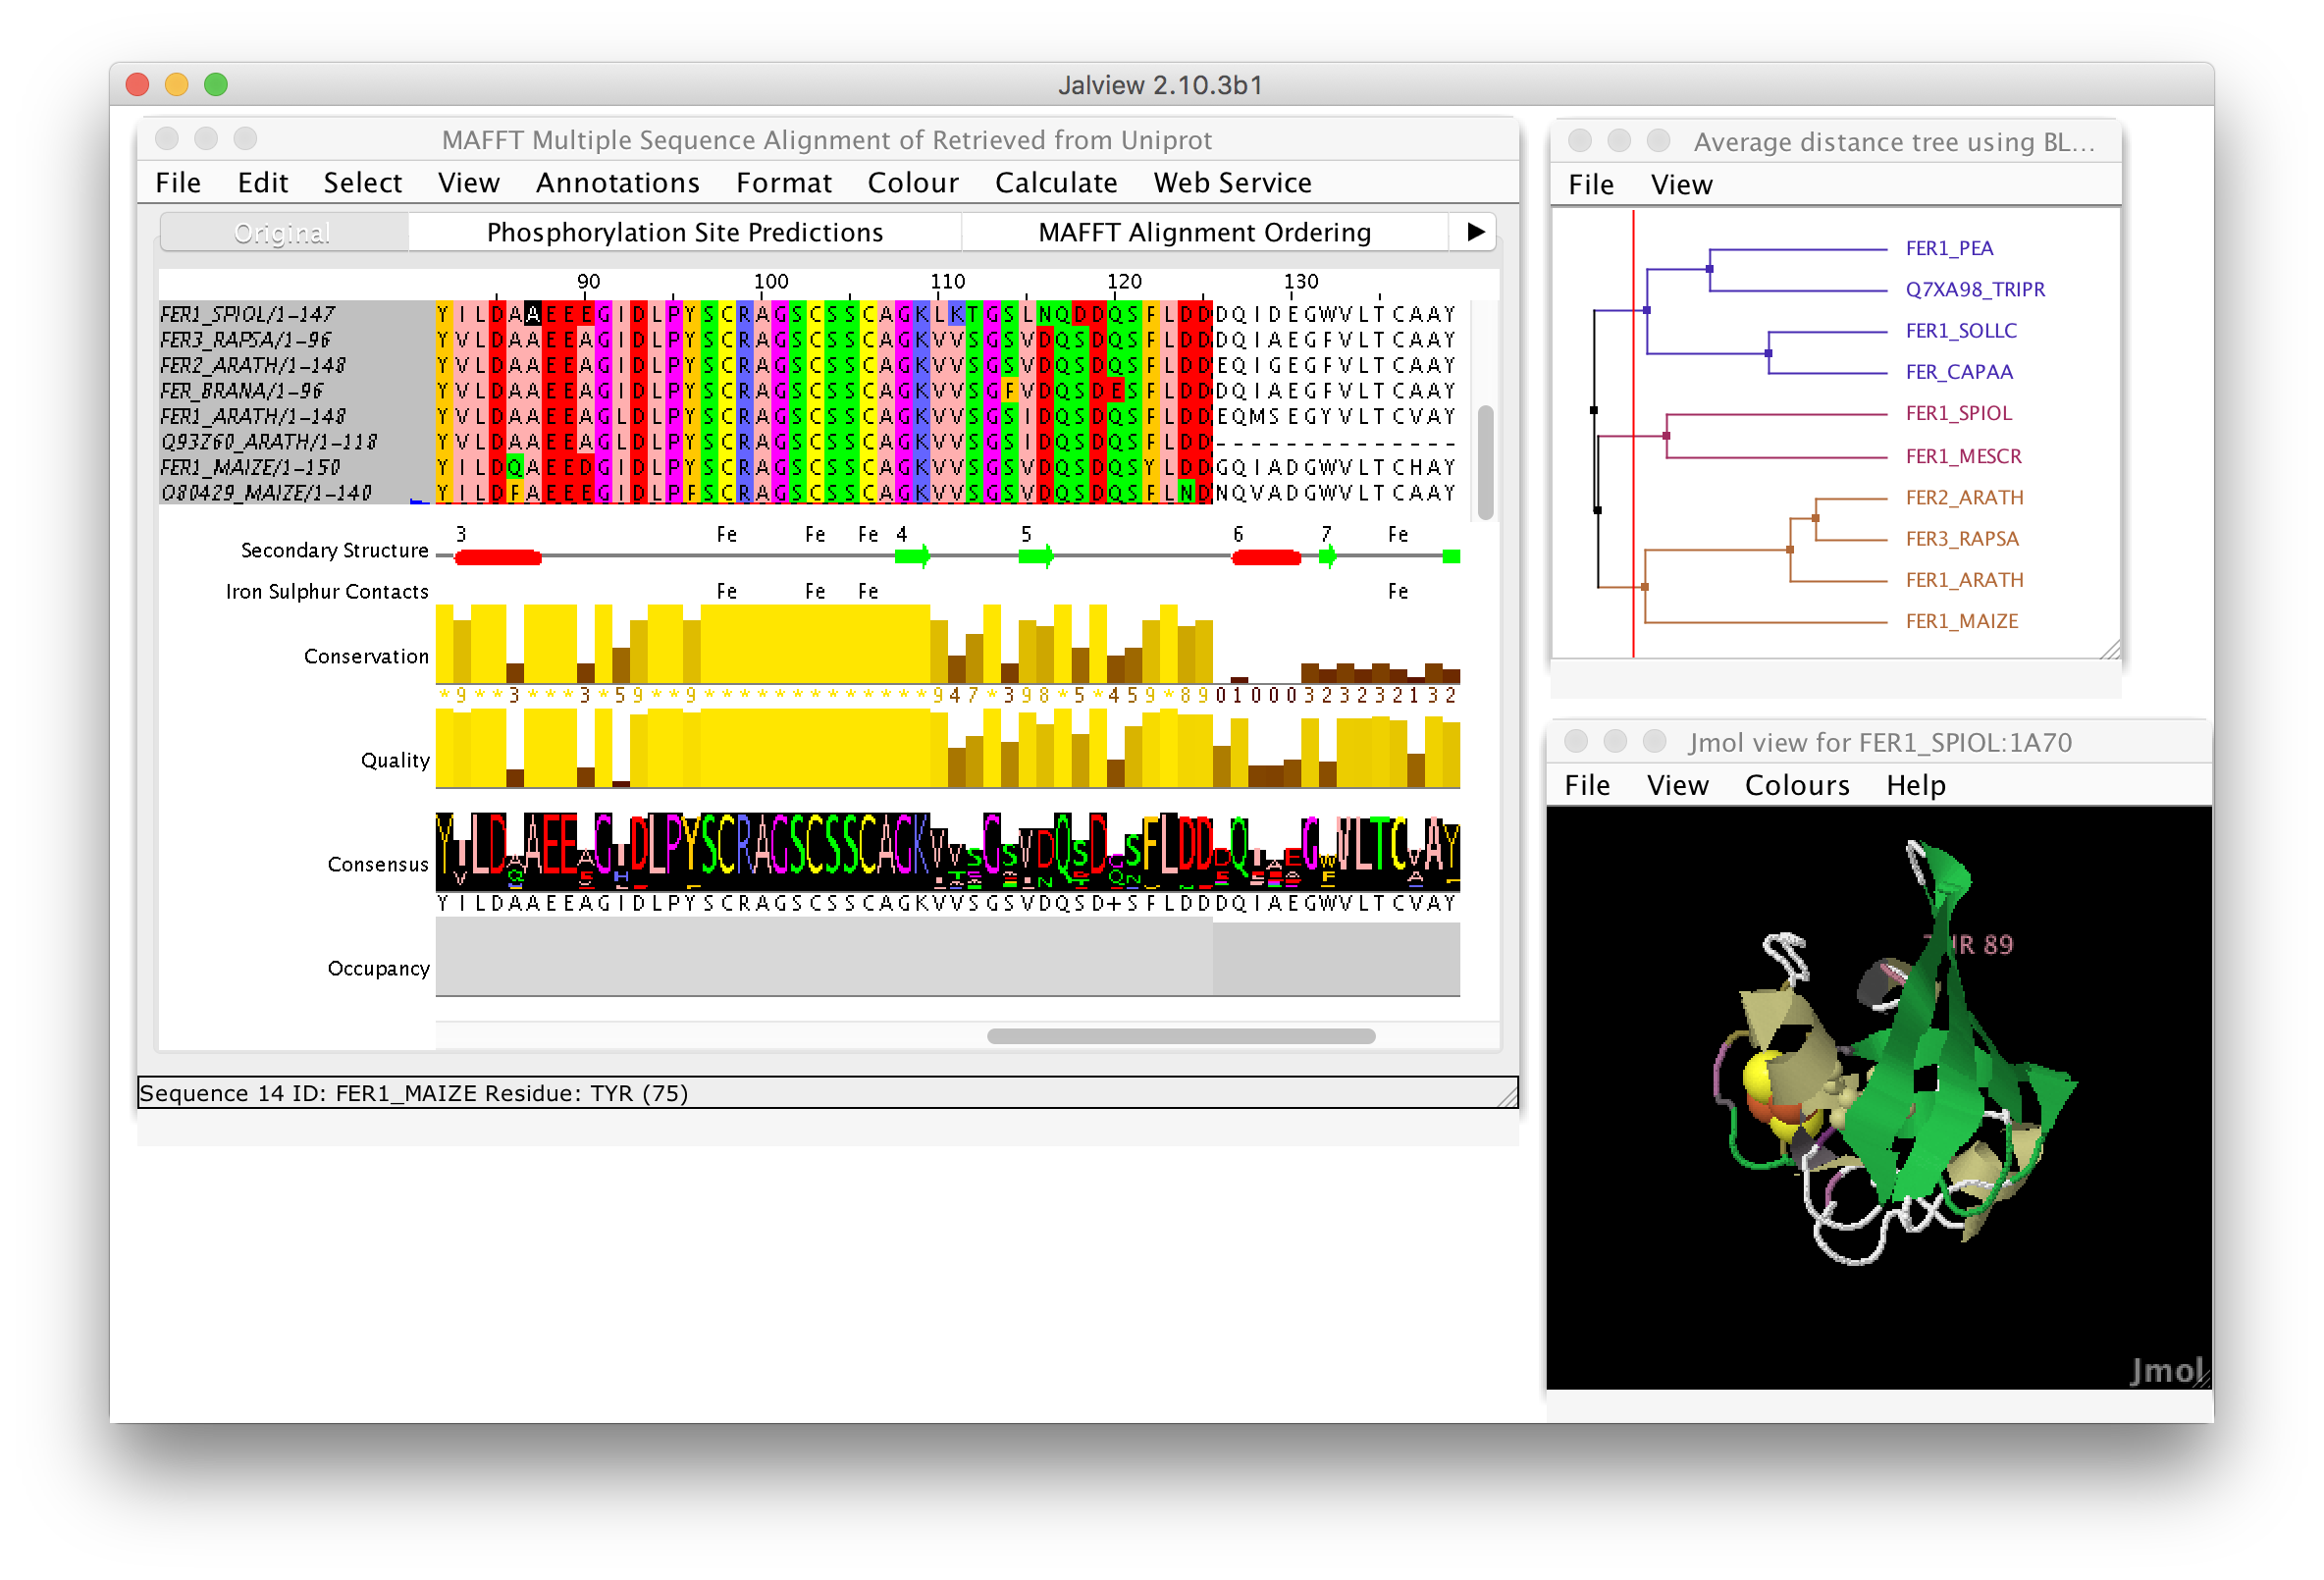 Jalview 2.10.3b1
MAFFT Multiple Sequence Alignment of Retrieved from Uniprot
File Edit Select View Annotations Format Colour Calculate Web Service
Original Phosphorylation Site Predictions MAFFT Alignment Ordering
90 100 110 120 130
FER1_SPIOL/1-147 YILDAAEEEGIDLPYSCRAGSCSSCAGKLKTGSLNQDDQSFLDDDQIDEGWVLTCAAY
FER3_RAPSA/1-96 YVLDAAEEAGIDLPYSCRAGSCSSCAGKVVSGSVDQSDQSFLDDDQIAEGFVLTCAAY
FER2_ARATH/1-148 YVLDAAEEAGIDLPYSCRAGSCSSCAGKVVSGSVDQSDQSFLDDEQIGEGFVLTCAAY
FER_BRANA/1-96 YVLDAAEEAGIDLPYSCRAGSCSSCAGKVVSGFVDQSDESFLDDDQIAEGFVLTCAAY
FER1_ARATH/1-148 YVLDAAEEAGLDLPYSCRAGSCSSCAGKVVSGSIDQSDQSFLDDEQMSEGYVLTCVAY
Q93Z60_ARATH/1-118 YVLDAAEEAGLDLPYSCRAGSCSSCAGKVVSGSIDQSDQSFLDD--------------
FER1_MAIZE/1-150 YILDQAEEDGIDLPYSCRAGSCSSCAGKVVSGSVDQSDQSYLDDGQIADGWVLTCHAY
O80429_MAIZE/1-140 YILDFAEEEGIDLPFSCRAGSCSSCAGKVVSGSVDQSDQSFLNDNQVADGWVLTCAAY
3 Fe Fe Fe 4 5 6 7 Fe
Secondary Structure
Iron Sulphur Contacts Fe Fe Fe Fe
Conservation
*9**3***3*59**9*************947*398*5*459*8901000323232132
Quality
Consensus
YILDAAEEAGIDLPYSCRAGSCSSCAGKVVSGSVDQSD+SFLDDDQIAEGWVLTCVAY
Occupancy
Sequence 14 ID: FER1_MAIZE Residue: TYR (75)
Average distance tree using BL...
File View
FER1_PEA
Q7XA98_TRIPR
FER1_SOLLC
FER_CAPAA
FER1_SPIOL
FER1_MESCR
FER2_ARATH
FER3_RAPSA
FER1_ARATH
FER1_MAIZE
Jmol view for FER1_SPIOL:1A70
File View Colours Help
89
Jmol